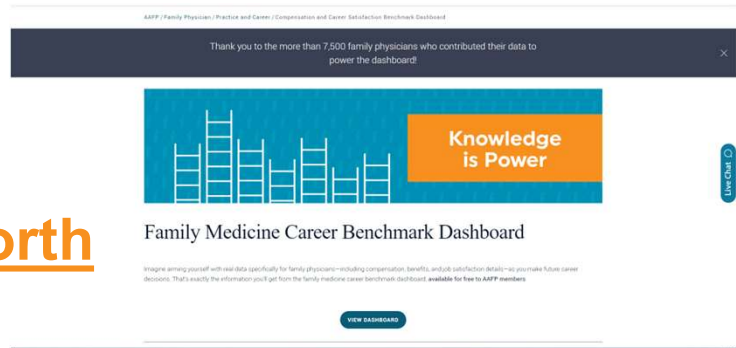 AAFP / Family Physician / Practice and Career / Compensation and Career Satisfaction Benchmark Dashboard
Thank you to the more than 7,500 family physicians who contributed their data to
power the dashboard!
Knowledge
is Power
Live Chat
orth
Family Medicine Career Benchmark Dashboard
Imagine arming yourself with real data specifically for family physicians—including compensation, benefits, and job satisfaction details—as you make future career
decisions. That's exactly the information you'll get from the family medicine career benchmark dashboard, available for free to AAFP members
VIEW DASHBOARD